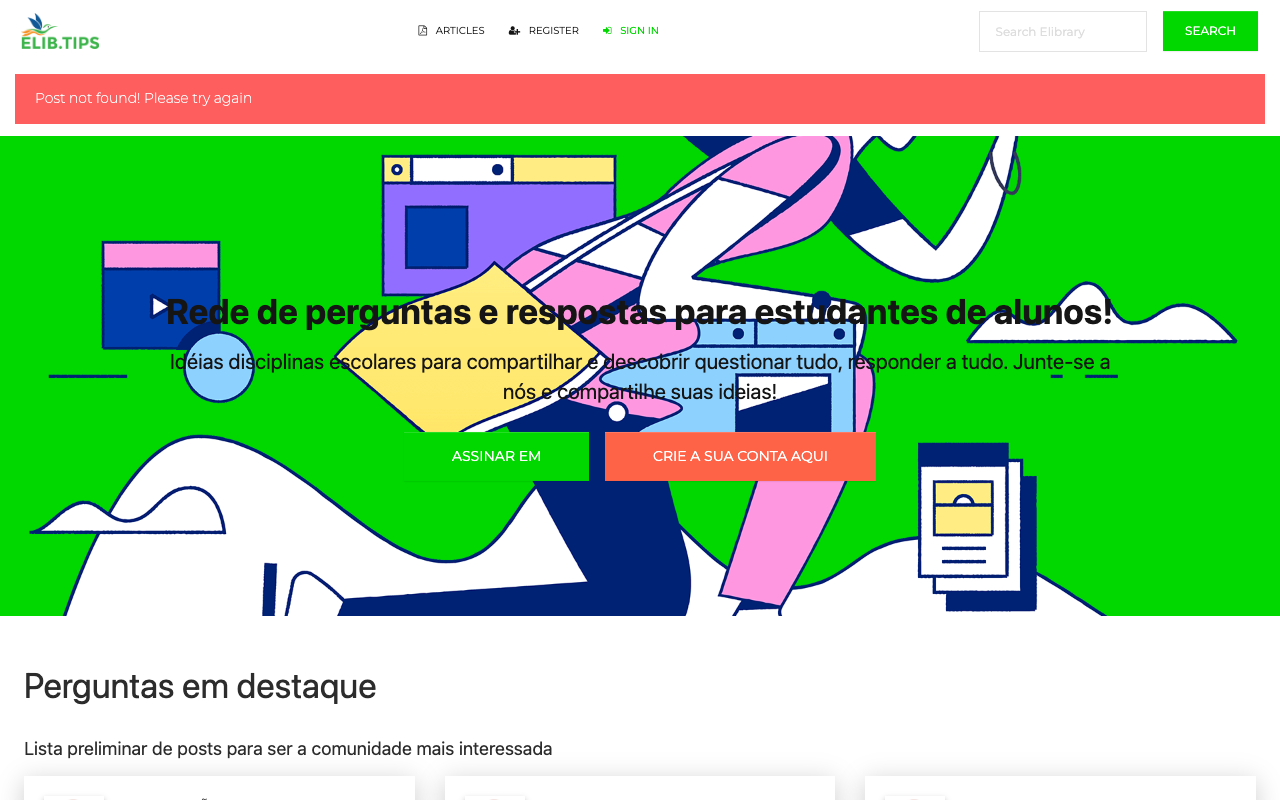 ELIB.TIPS
ARTICLES
REGISTER
SIGN IN
Search Elibrary
SEARCH
Post not found! Please try again
Rede de perguntas e respostas para estudantes de alunos!
Idéias disciplinas escolares para compartilhar e descobrir questionar tudo, responder a tudo. Junte-se a
nós e compartilhe suas ideias!
ASSINAR EM
CRIE A SUA CONTA AQUI
Perguntas em destaque
Lista preliminar de posts para ser a comunidade mais interessada